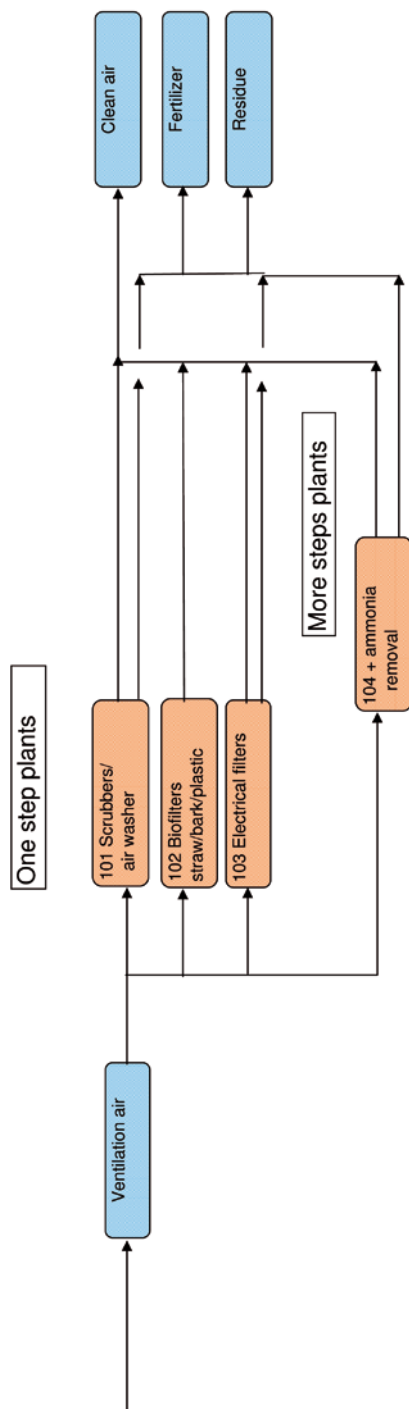 One step plants
Ventilation air
101 Scrubbers/
air washer
102 Biofilters
straw/bark/plastic
103 Electrical filters
More steps plants
104 + ammonia
removal
Clean air
Fertilizer
Residue